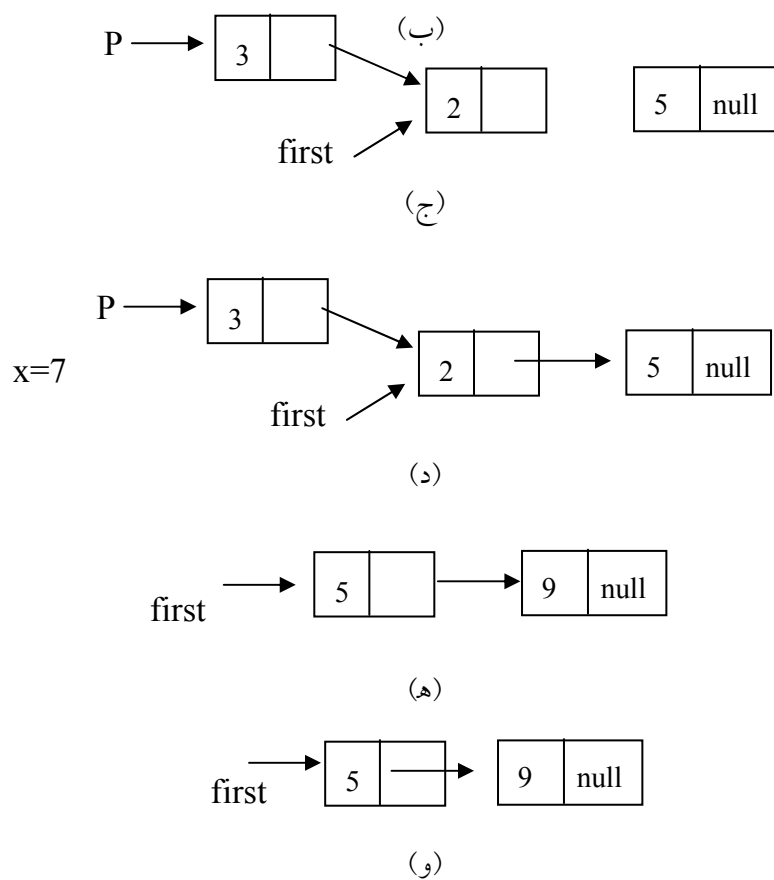 (ب)
P 3
2 5 null
first
(ج)
P 3
x=7 2 5 null
first
(د)
first 5 9 null
(ه)
first 5 9 null
(و)